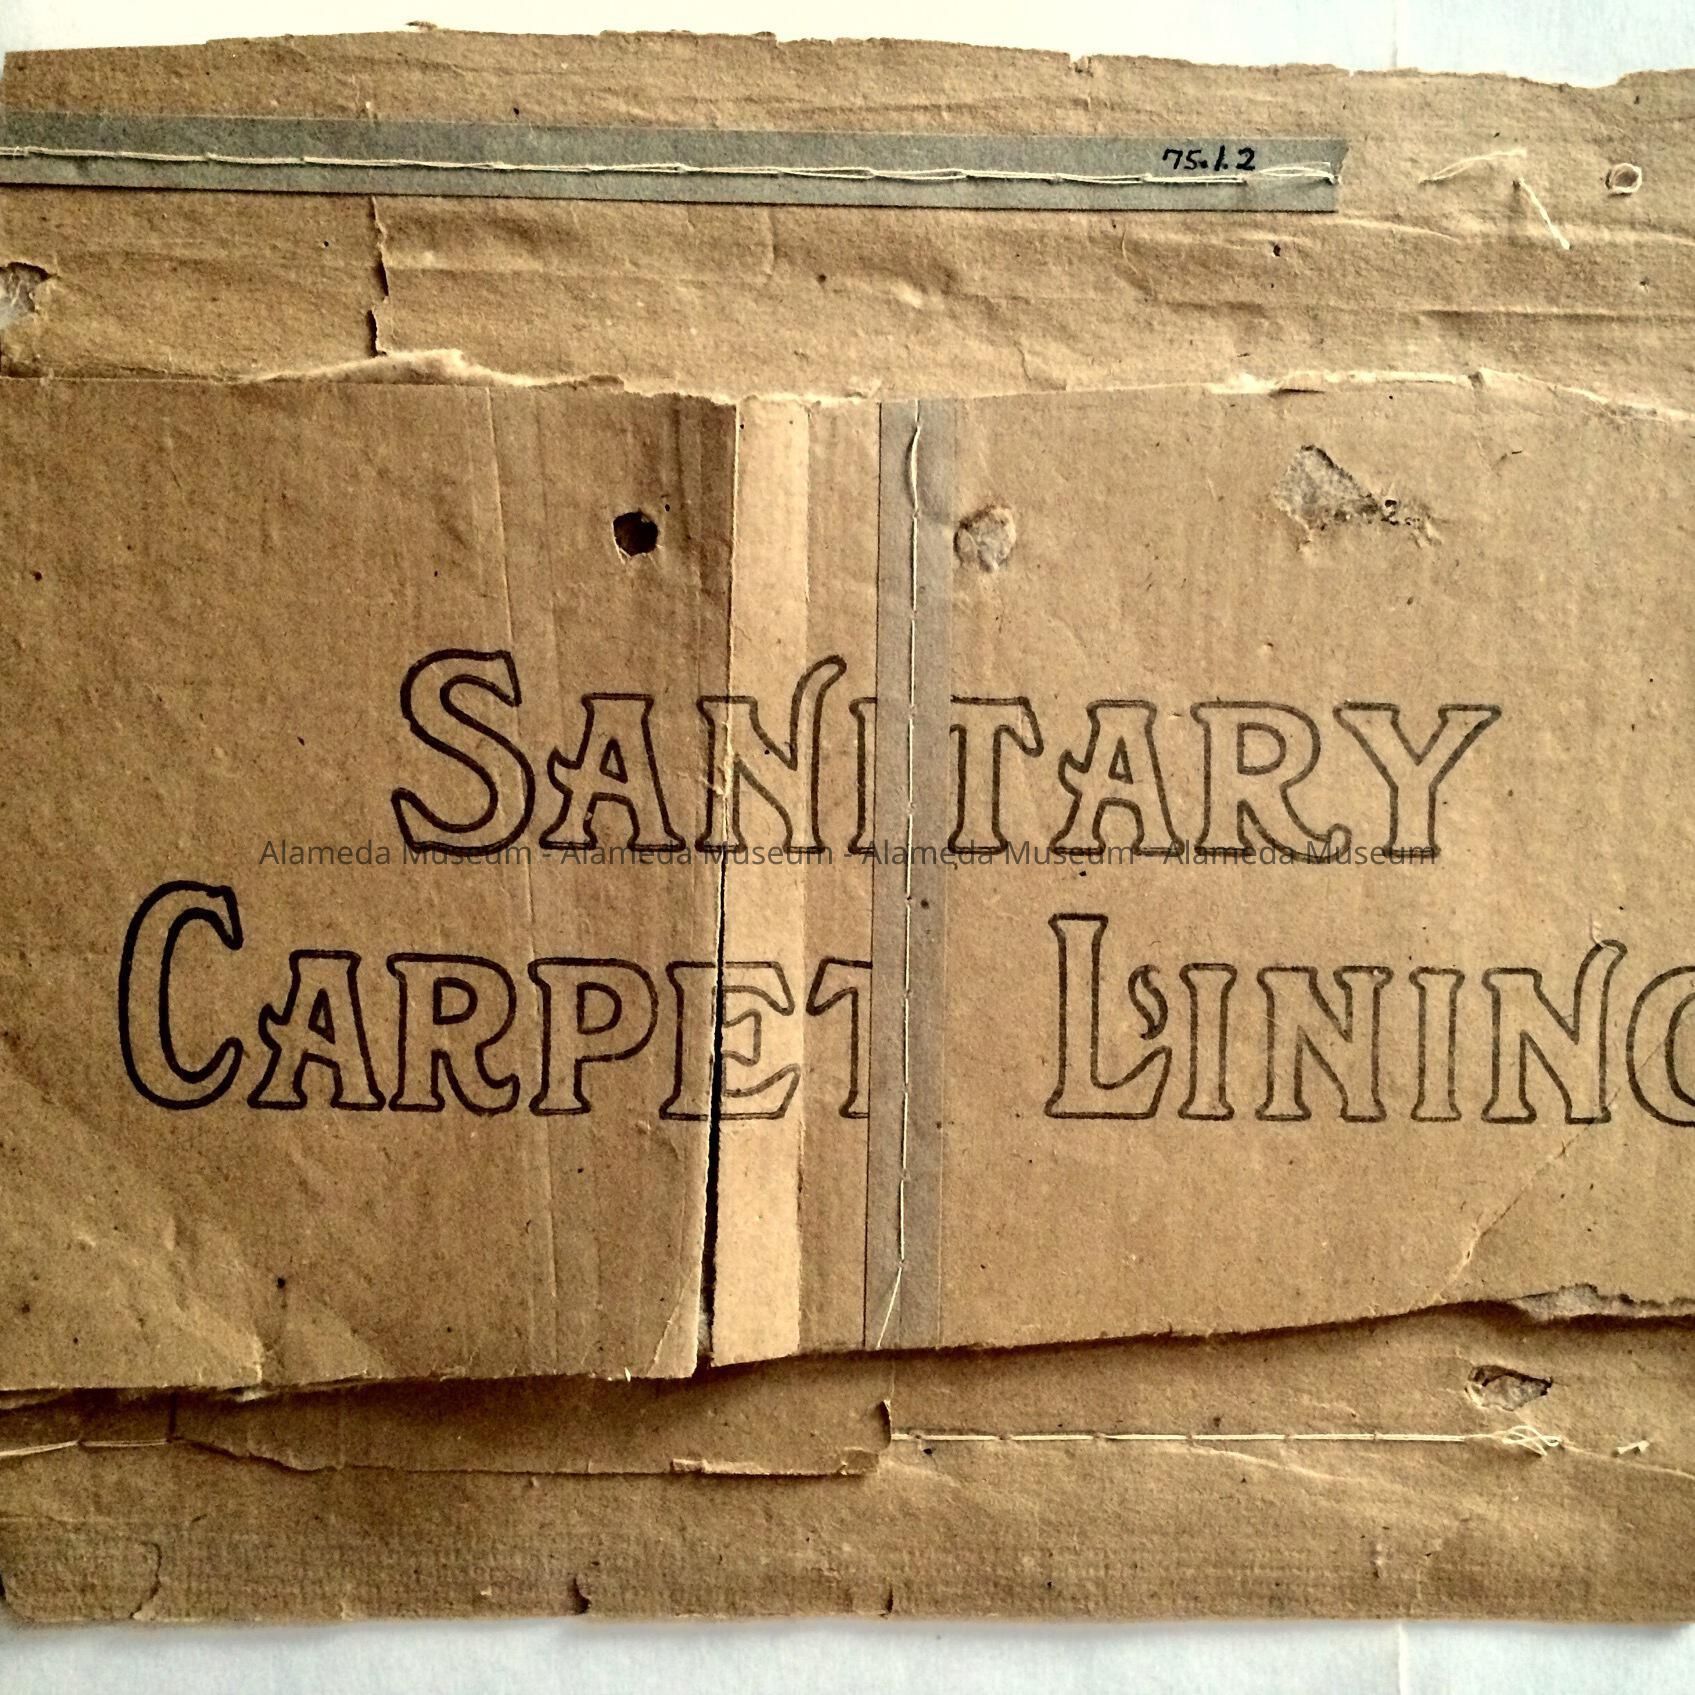 75.1.2
SANITARY
Alameda Museum - Alameda Museum - Alameda Museum - Alameda Museum
CARPET LINING